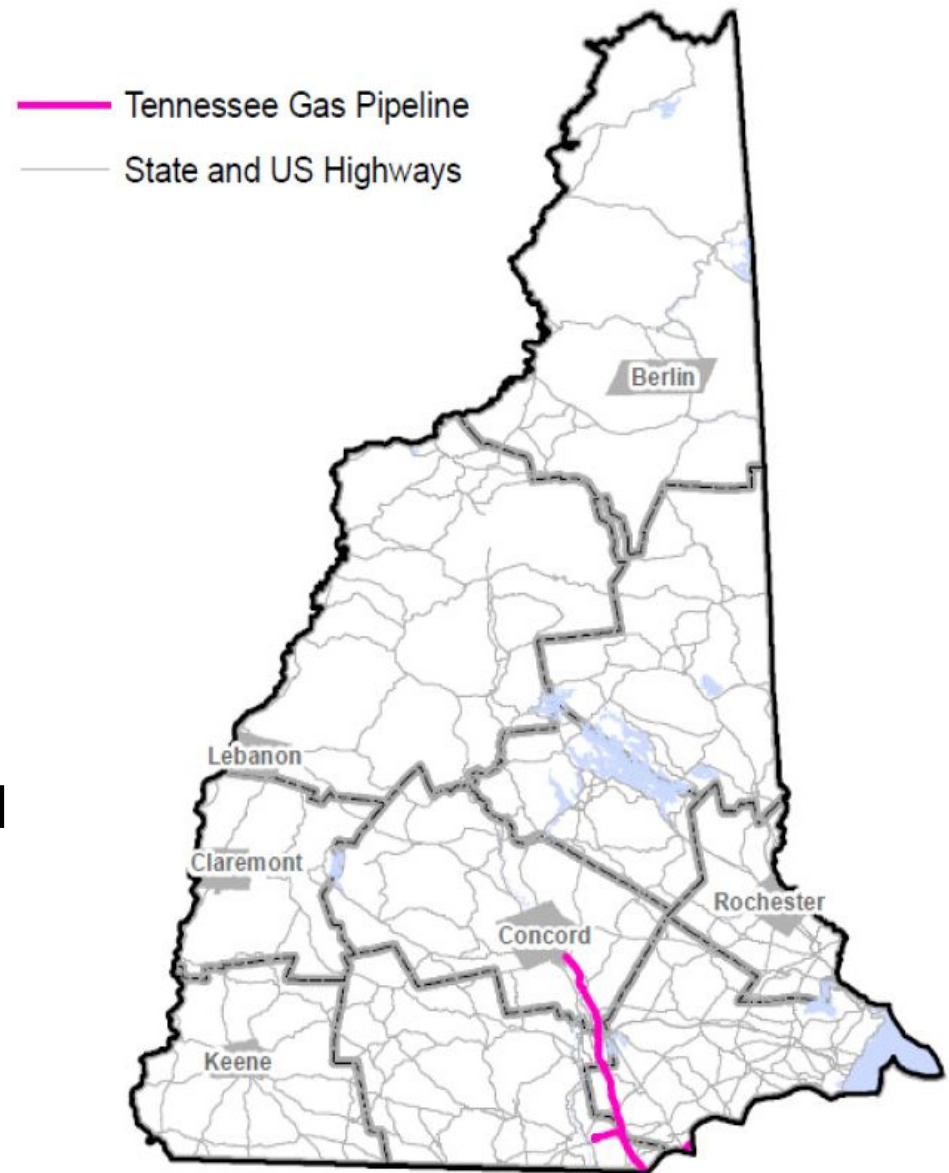 Tennessee Gas Pipeline
State and US Highways
Berlin
Lebanon
Claremont
Rochester
Concord
Keene